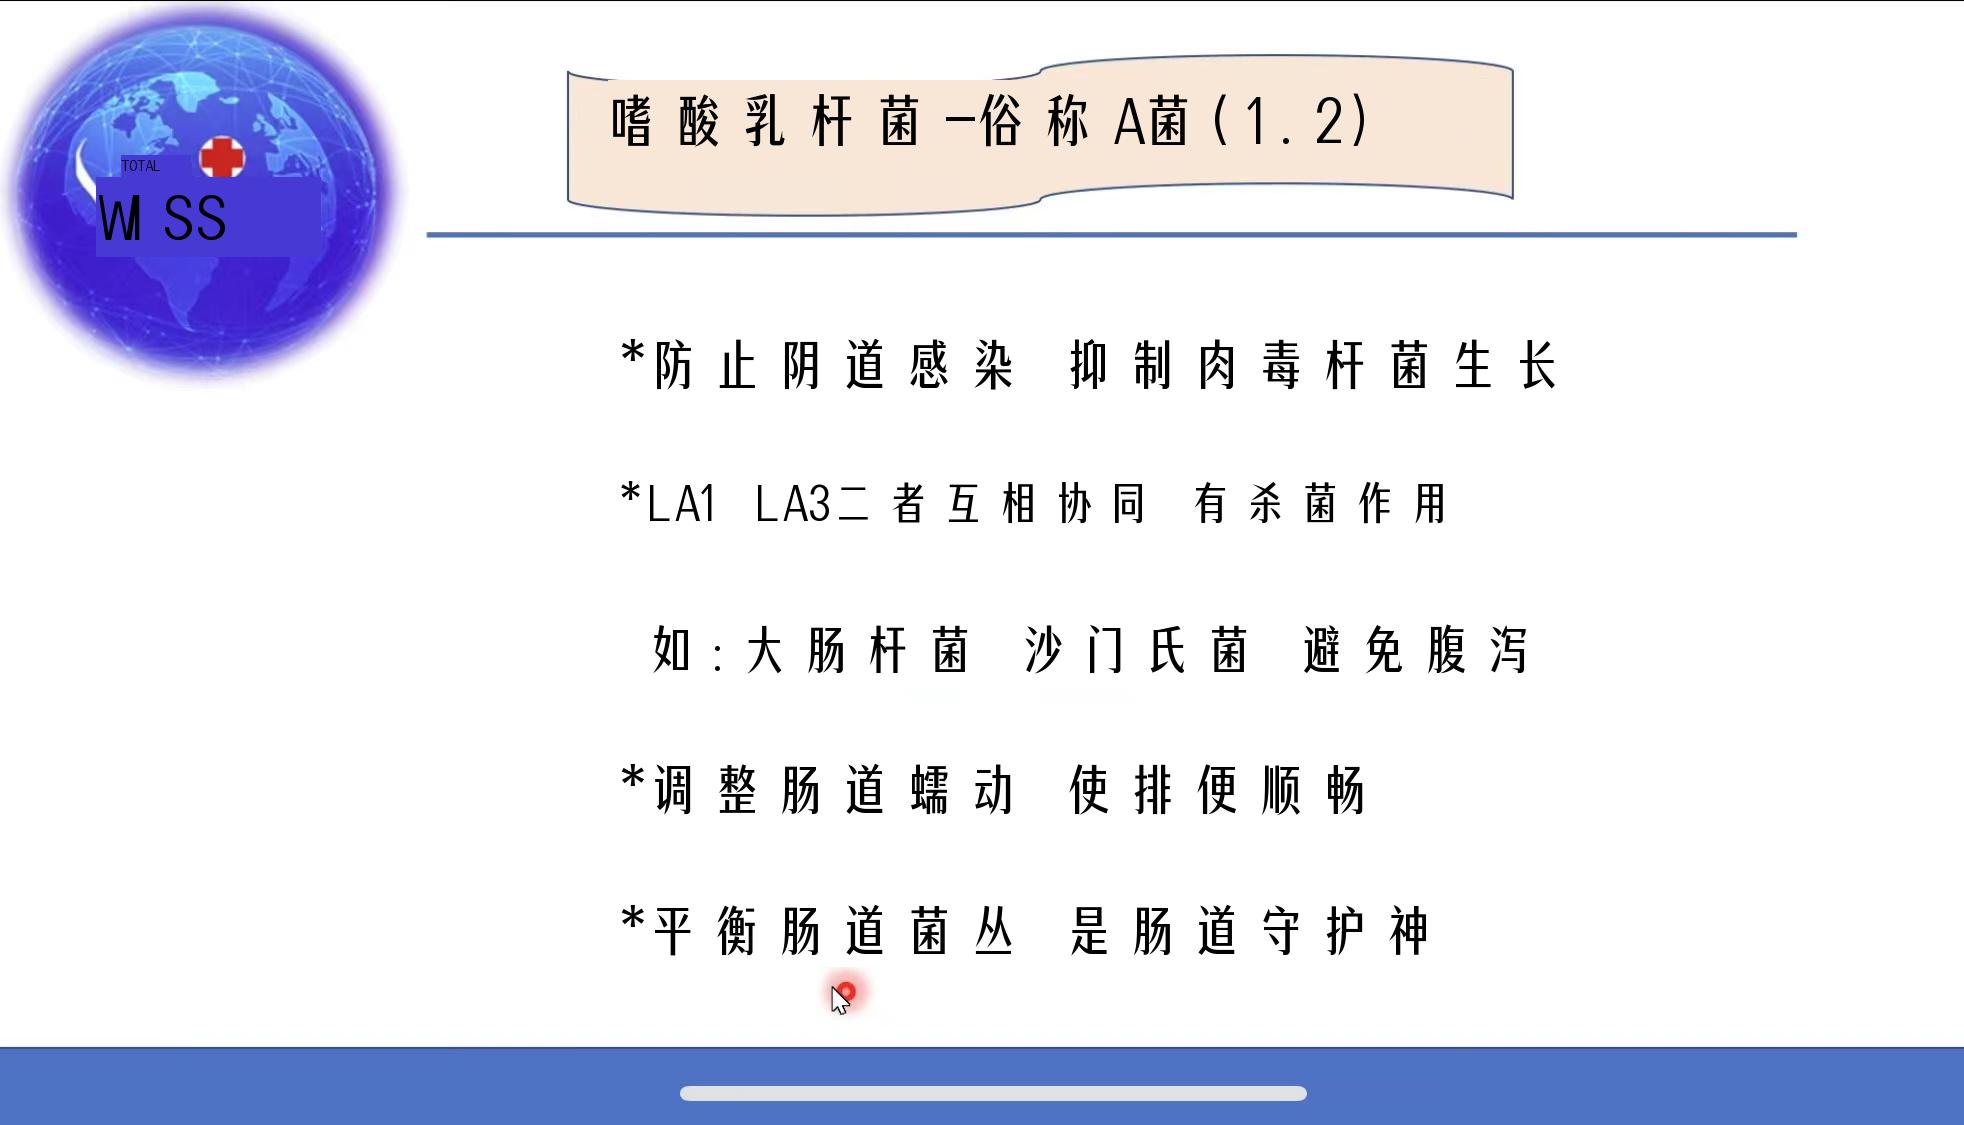 TOTAL
WISS
嗜酸乳杆菌-俗称A菌(1.2)
*防止阴道感染 抑制肉毒杆菌生长
*LA1 LA3二者互相协同 有杀菌作用
如:大肠杆菌 沙门氏菌 避免腹泻
*调整肠道蠕动 使排便顺畅
*平衡肠道菌丛 是肠道守护神